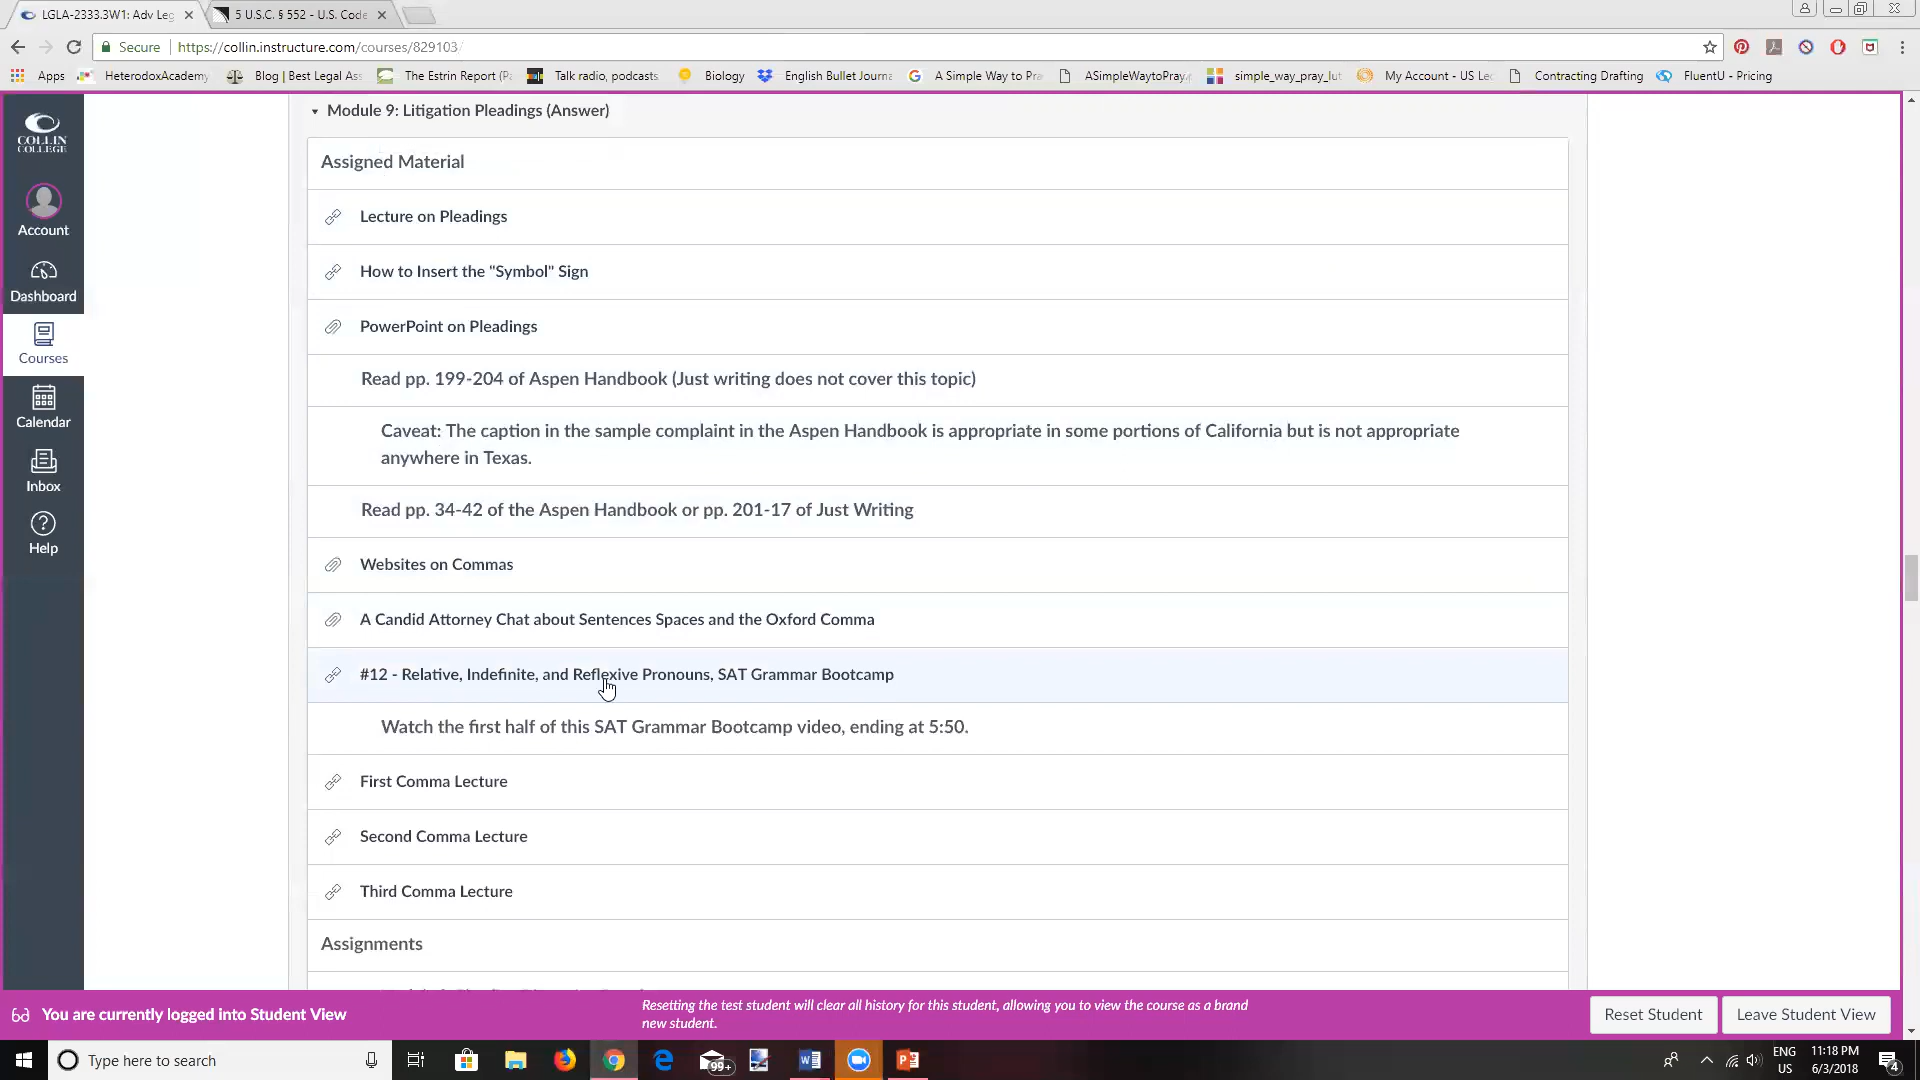 LGLA-2333.3W1: Adv Leg
5 U.S.C. § 552 - U.S. Code
Secure
https://collin.instructure.com/courses/829103
Apps
HeterodoxAcademy
Blog | Best Legal As
The Estrin Report (Pa
Talk radio, podcasts
Biology
English Bullet Journa
A Simple Way to Pra
ASimpleWaytoPray.
simple_way_pray_lut
My Account - US Leg
Contracting Drafting
FluentU - Pricing
COLLIN COLLEGE
Account
Dashboard
Courses
Calendar
Inbox
Help
Module 9: Litigation Pleadings (Answer)
Assigned Material
Lecture on Pleadings
How to Insert the "Symbol" Sign
PowerPoint on Pleadings
Read pp. 199-204 of Aspen Handbook (Just writing does not cover this topic)
Caveat: The caption in the sample complaint in the Aspen Handbook is appropriate in some portions of California but is not appropriate
anywhere in Texas.
Read pp. 34-42 of the Aspen Handbook or pp. 201-17 of Just Writing
Websites on Commas
A Candid Attorney Chat about Sentences Spaces and the Oxford Comma
#12 - Relative, Indefinite, and Reflexive Pronouns, SAT Grammar Bootcamp
Watch the first half of this SAT Grammar Bootcamp video, ending at 5:50.
First Comma Lecture
Second Comma Lecture
Third Comma Lecture
Assignments
You are currently logged into Student View
Resetting the test student will clear all history for this student, allowing you to view the course as a brand
new student.
Reset Student
Leave Student View
Type here to search
99+
ENG
US
11:18 PM
6/3/2018
4